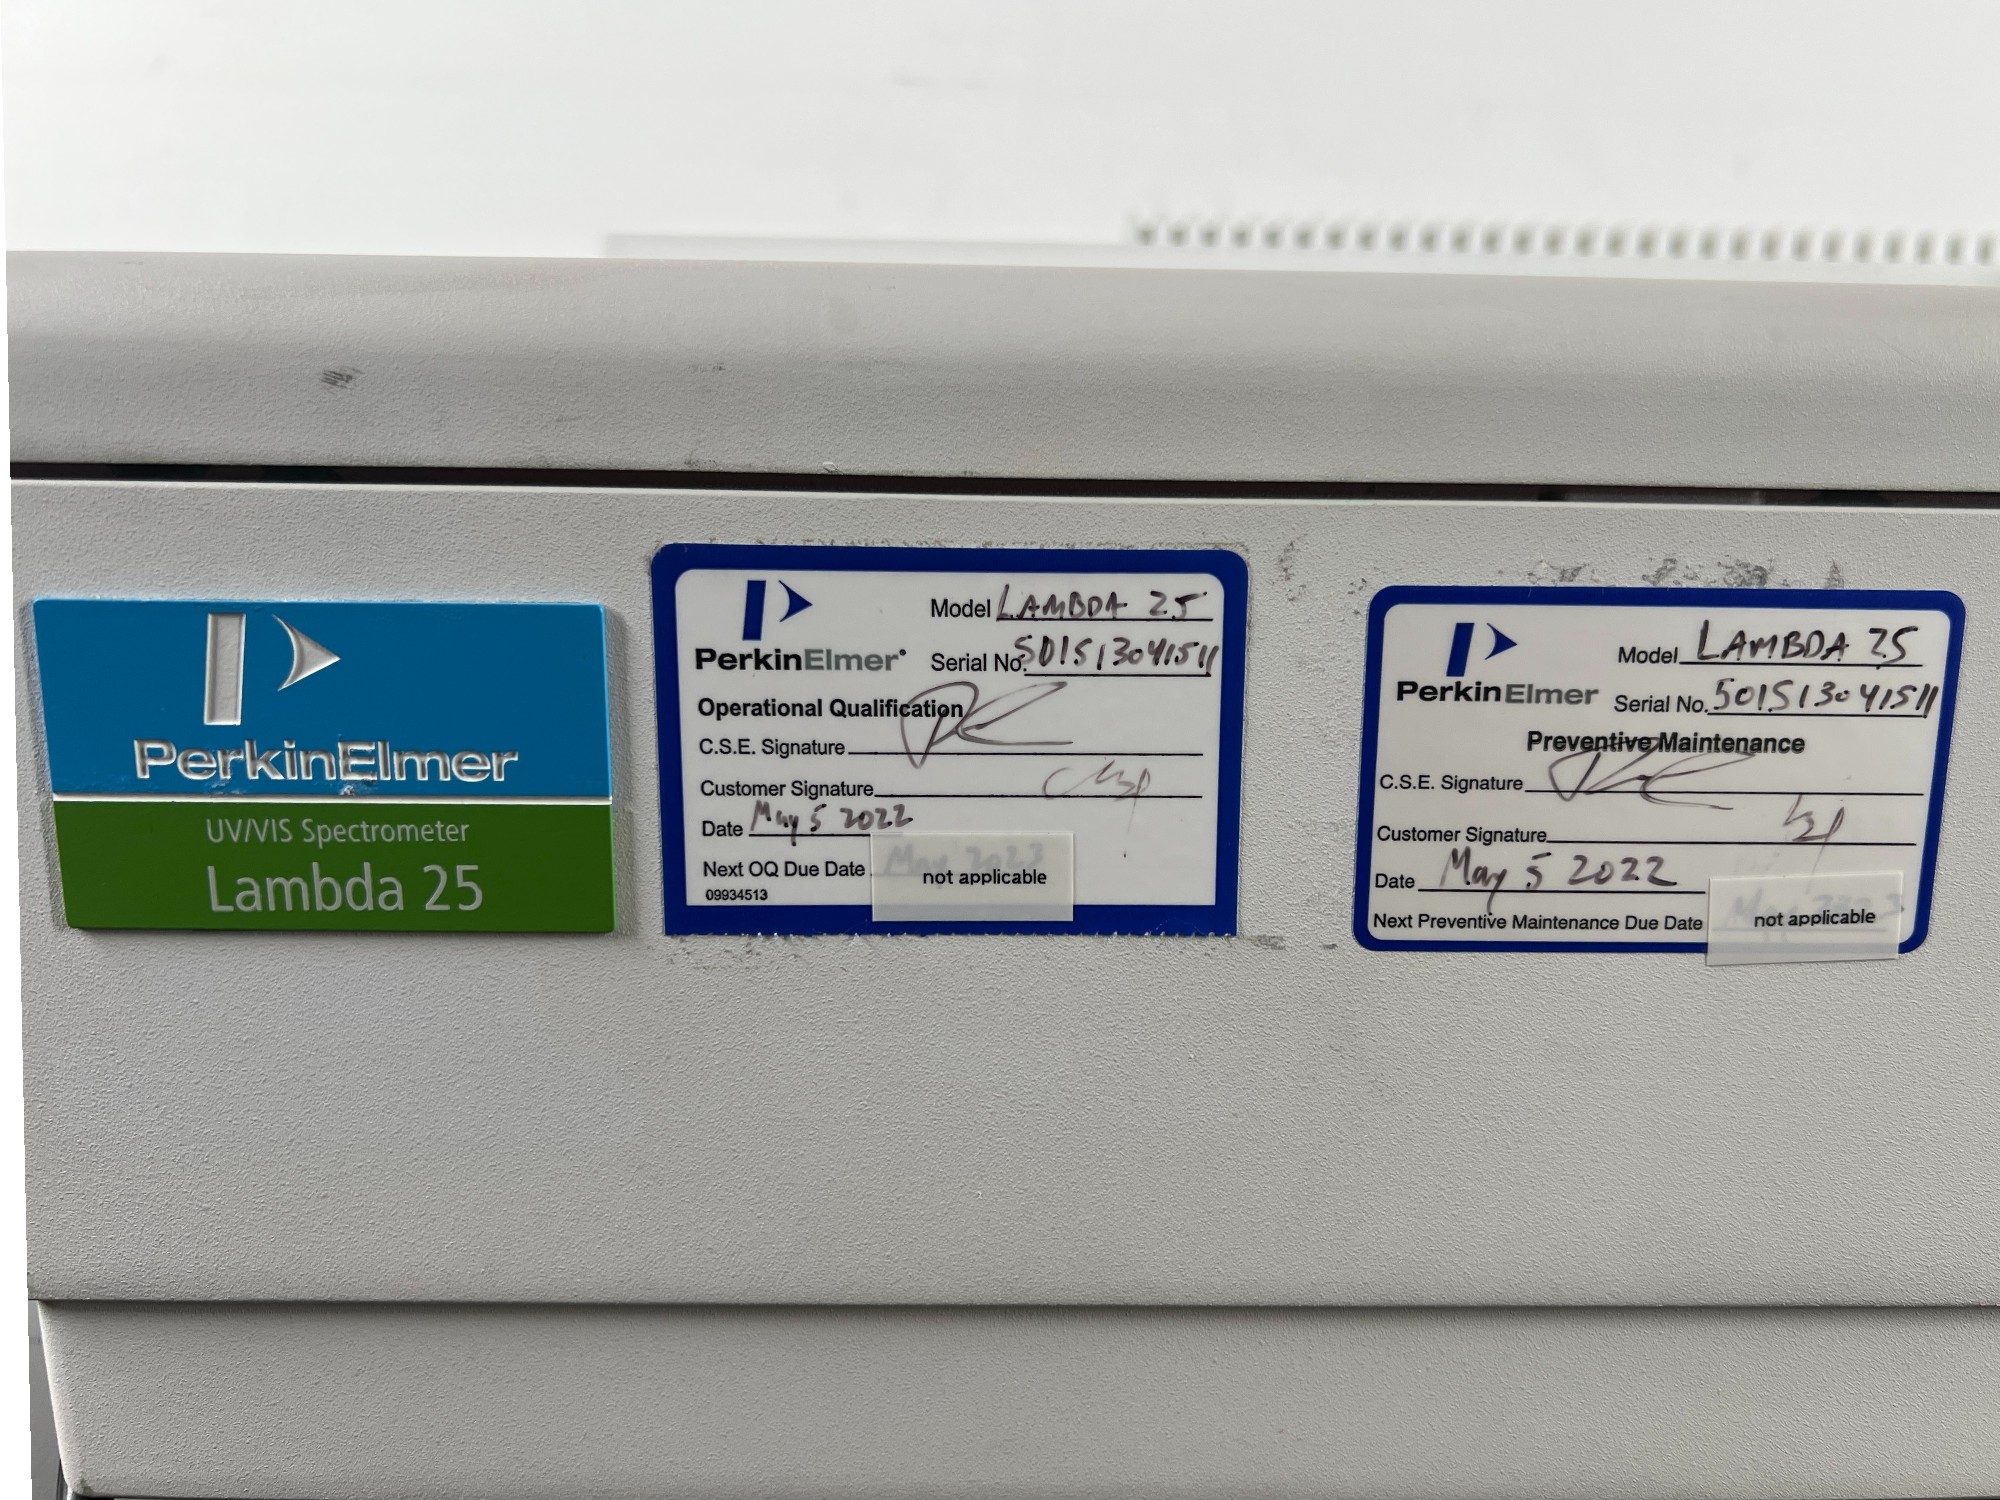 PerkinElmer
UV/VIS Spectrometer
Lambda 25
PerkinElmer
Model LAMBDA 25
Serial No. 501S13041511
Operational Qualification
C.S.E. Signature
Customer Signature
Date May 5 2022
Next OQ Due Date May 2023 not applicable
09934513
PerkinElmer
Model LAMBDA 25
Serial No. 501S13041511
Preventive Maintenance
C.S.E. Signature
Customer Signature
Date May 5 2022
Next Preventive Maintenance Due Date not applicable